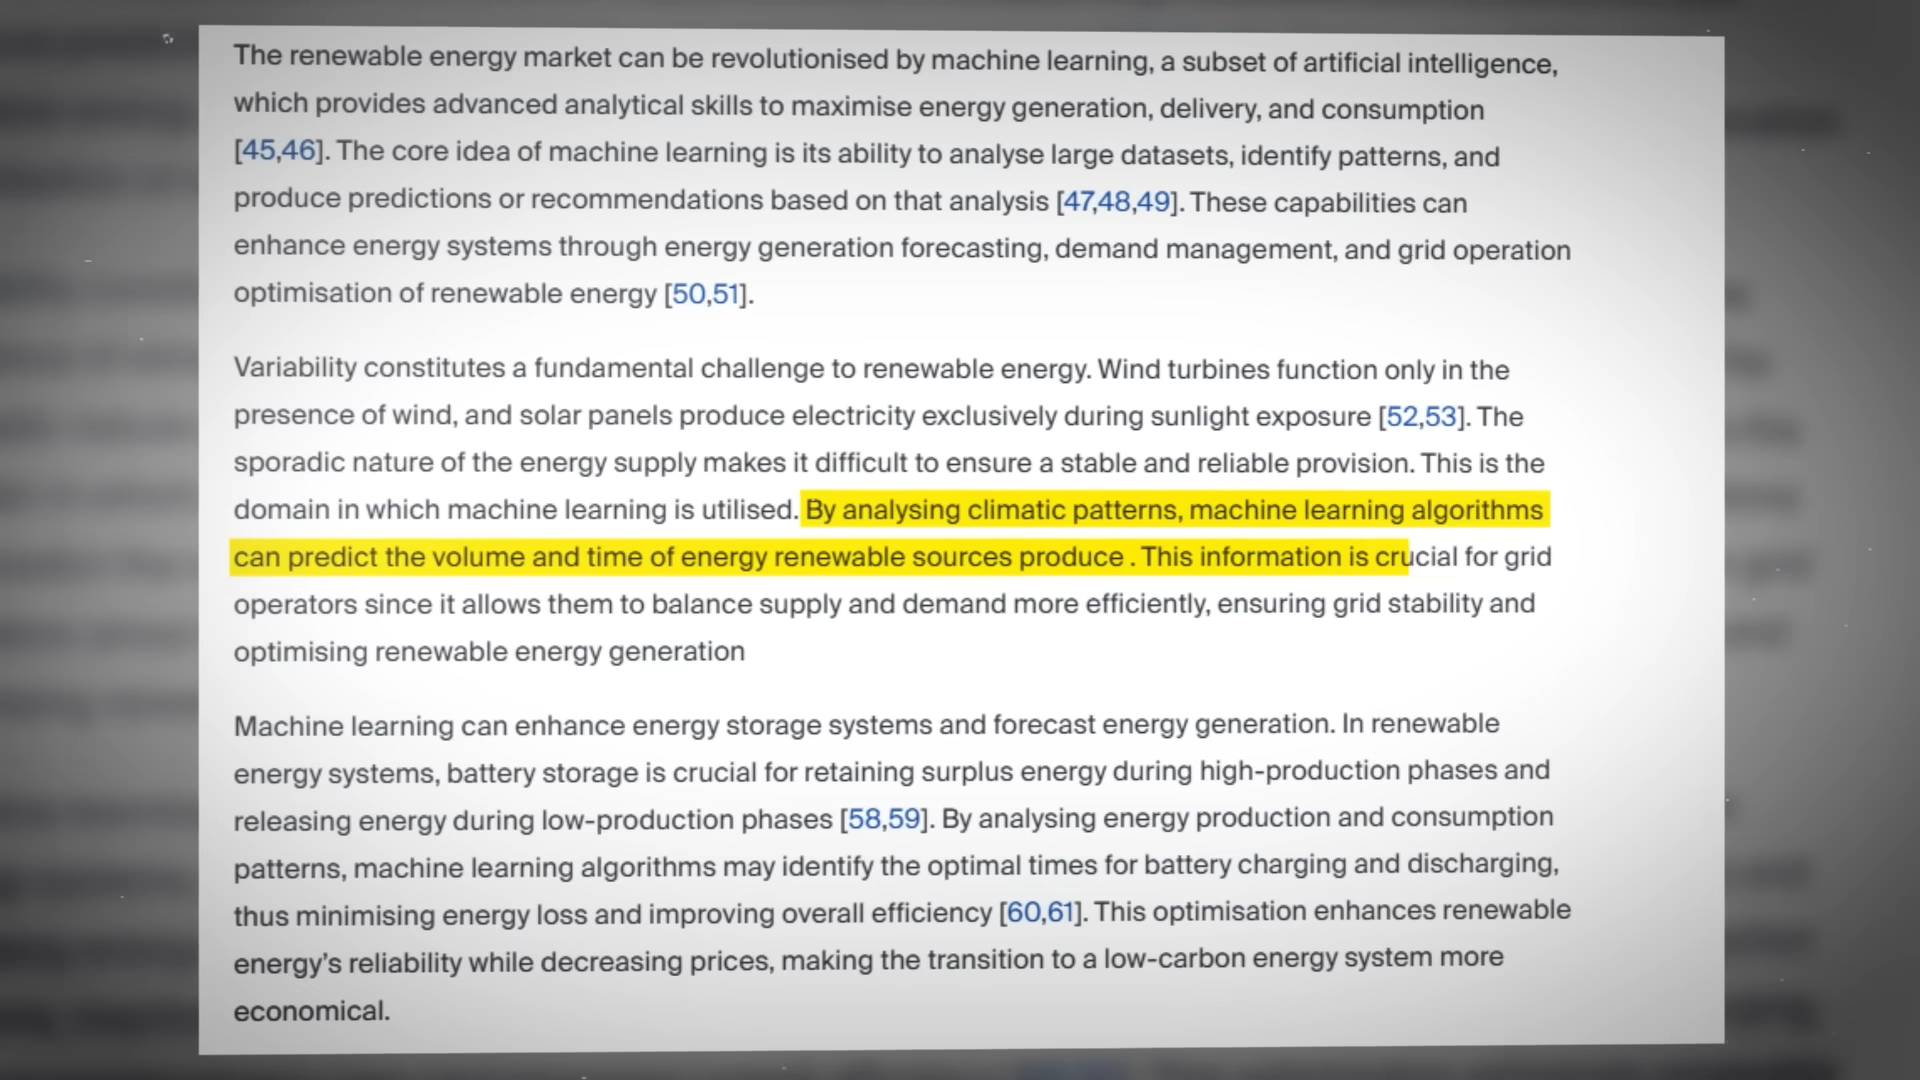 The renewable energy market can be revolutionised by machine learning, a subset of artificial intelligence,
which provides advanced analytical skills to maximise energy generation, delivery, and consumption
[45,46]. The core idea of machine learning is its ability to analyse large datasets, identify patterns, and
produce predictions or recommendations based on that analysis [47,48,49]. These capabilities can
enhance energy systems through energy generation forecasting, demand management, and grid operation
optimisation of renewable energy [50,51].
Variability constitutes a fundamental challenge to renewable energy. Wind turbines function only in the
presence of wind, and solar panels produce electricity exclusively during sunlight exposure [52,53]. The
sporadic nature of the energy supply makes it difficult to ensure a stable and reliable provision. This is the
domain in which machine learning is utilised. By analysing climatic patterns, machine learning algorithms
can predict the volume and time of energy renewable sources produce . This information is crucial for grid
operators since it allows them to balance supply and demand more efficiently, ensuring grid stability and
optimising renewable energy generation
Machine learning can enhance energy storage systems and forecast energy generation. In renewable
energy systems, battery storage is crucial for retaining surplus energy during high-production phases and
releasing energy during low-production phases [58,59]. By analysing energy production and consumption
patterns, machine learning algorithms may identify the optimal times for battery charging and discharging,
thus minimising energy loss and improving overall efficiency [60,61]. This optimisation enhances renewable
energy’s reliability while decreasing prices, making the transition to a low-carbon energy system more
economical.